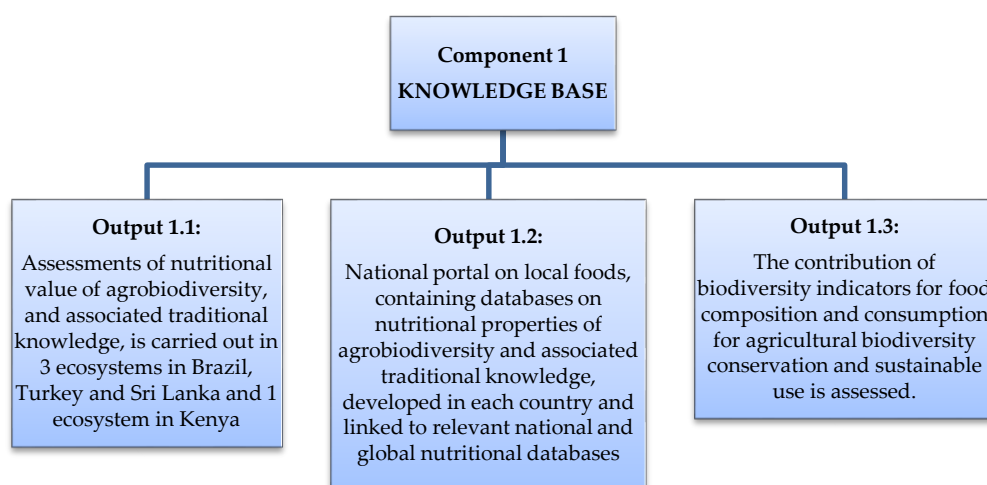 Component 1
KNOWLEDGE BASE
Output 1.1:
Assessments of nutritional
value of agrobiodiversity,
and associated traditional
knowledge, is carried out in
3 ecosystems in Brazil,
Turkey and Sri Lanka and 1
ecosystem in Kenya
Output 1.2:
National portal on local foods,
containing databases on
nutritional properties of
agrobiodiversity and associated
traditional knowledge,
developed in each country and
linked to relevant national and
global nutritional databases
Output 1.3:
The contribution of
biodiversity indicators for food
composition and consumption
for agricultural biodiversity
conservation and sustainable
use is assessed.